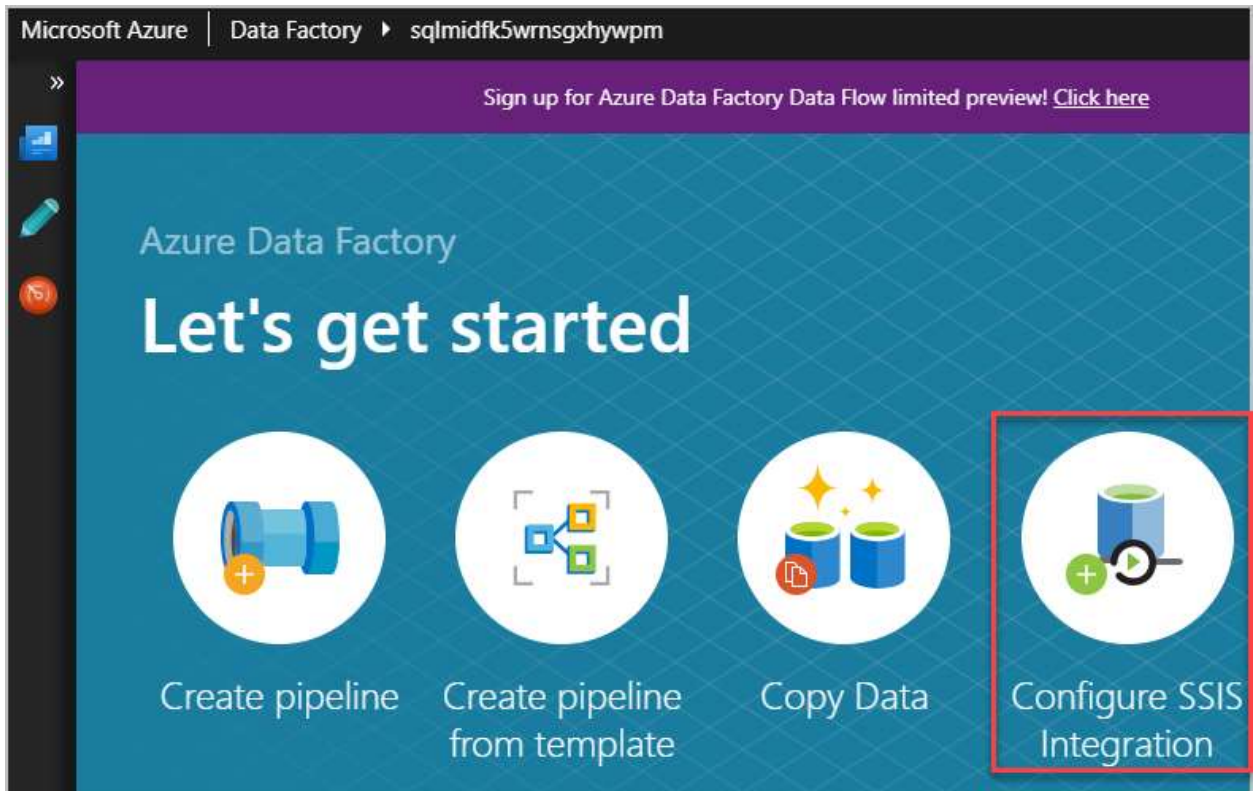 Microsoft Azure | Data Factory ▸ sqlmidfk5wrnsgxhywpm
»
Sign up for Azure Data Factory Data Flow limited preview! Click here
Azure Data Factory
Let's get started
Create pipeline
Create pipeline
from template
Copy Data
Configure SSIS
Integration